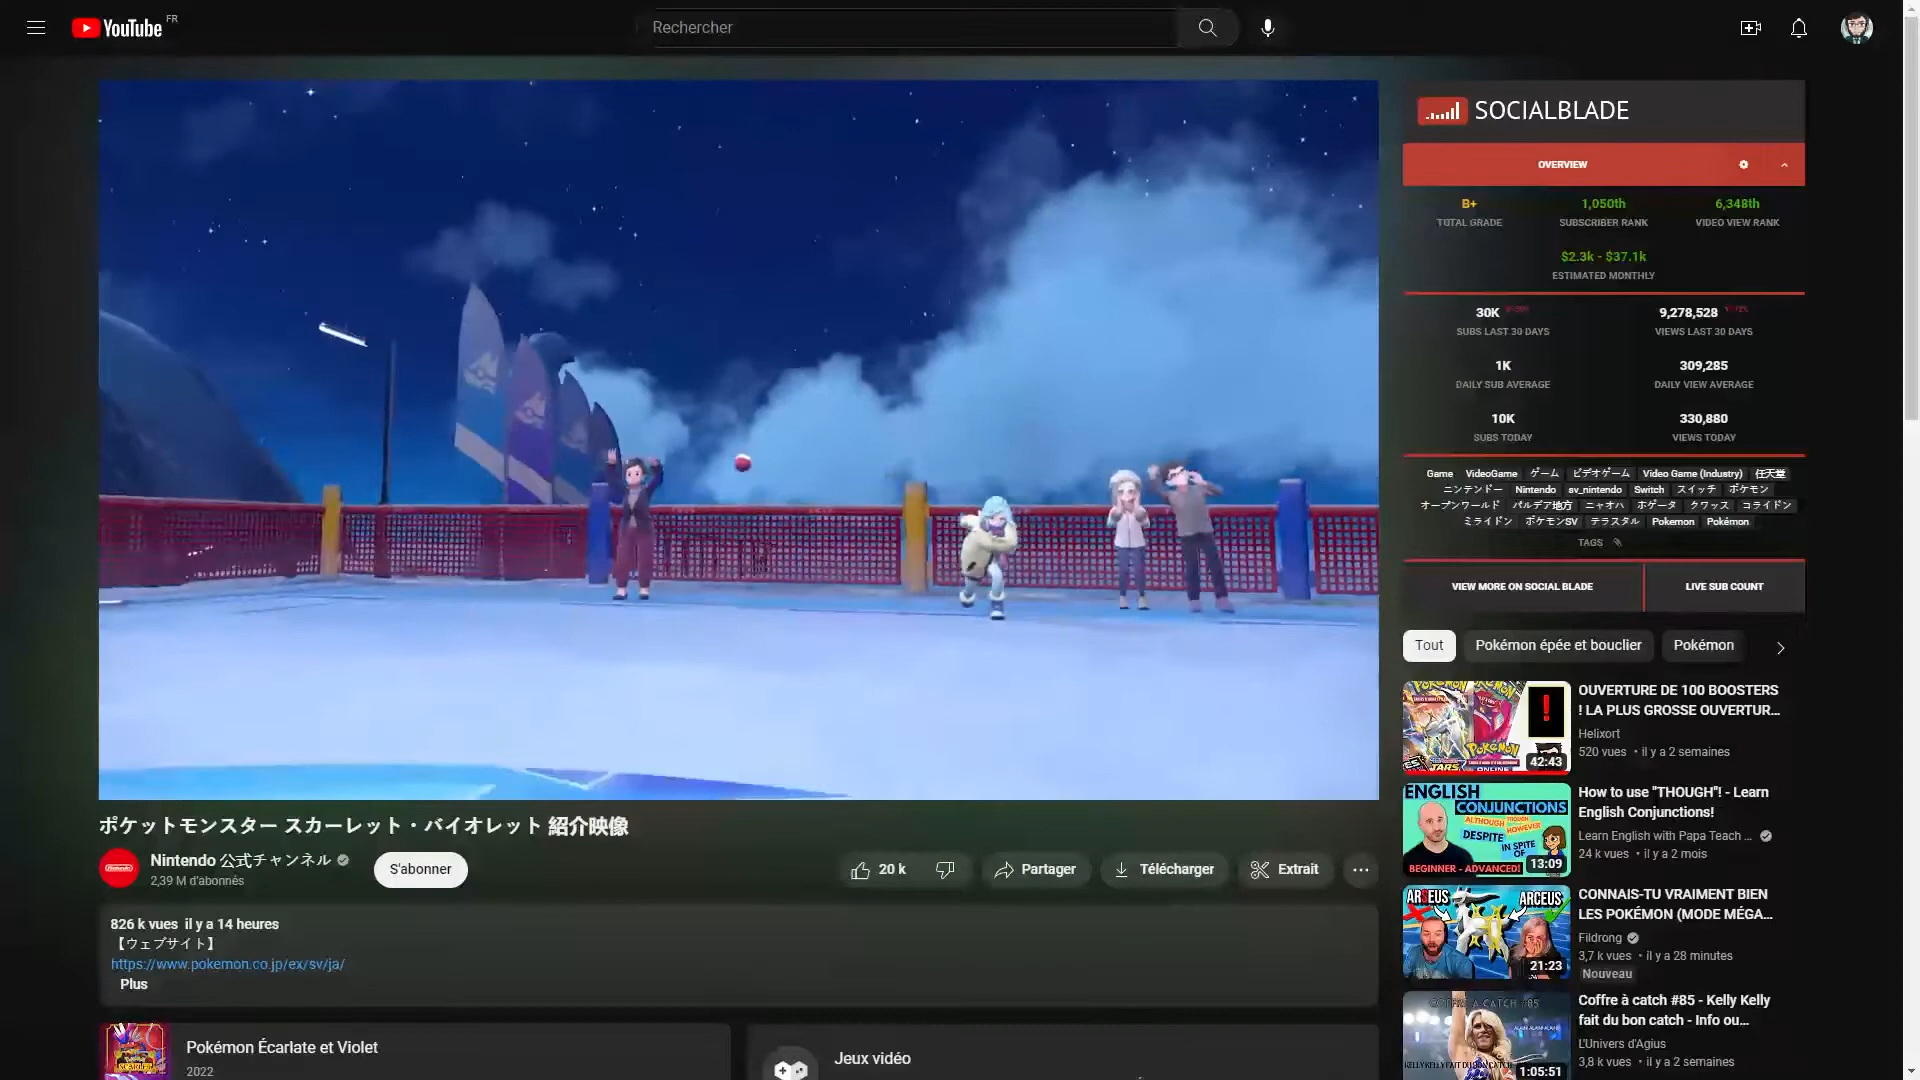 YouTube FR
Rechercher
SOCIALBLADE
OVERVIEW
B+
TOTAL GRADE
1,050th
SUBSCRIBER RANK
6,348th
VIDEO VIEW RANK
$2.3k - $37.1k
ESTIMATED MONTHLY
30K
SUBS LAST 30 DAYS
9,278,528
VIEWS LAST 30 DAYS
1K
DAILY SUB AVERAGE
309,285
DAILY VIEW AVERAGE
10K
SUBS TODAY
330,880
VIEWS TODAY
Game VideoGame ゲーム ビデオゲーム Video Game (Industry) 任天堂
ニンテンドー Nintendo sv_nintendo Switch スイッチ ポケモン
オープンワールド パルデア地方 ニャオハ ホゲータ クワッス コライドン
ミライドン ポケモンSV テラスタル Pokemon Pokémon
TAGS
VIEW MORE ON SOCIAL BLADE
LIVE SUB COUNT
Tout
Pokémon épée et bouclier
Pokémon
OUVERTURE DE 100 BOOSTERS
! LA PLUS GROSSE OUVERTUR...
Helixort
520 vues • il y a 2 semaines
POKÉMON
ONLINE
42:43
How to use "THOUGH"! - Learn
English Conjunctions!
Learn English with Papa Teach ...
24 k vues • il y a 2 mois
ENGLISH
CONJUNCTIONS
ALTHOUGH THOUGH
HOWEVER
DESPITE
IN SPITE
OF
BEGINNER - ADVANCED!
13:09
CONNAIS-TU VRAIMENT BIEN
LES POKÉMON (MODE MÉGA...
Fildrong
3,7 k vues • il y a 28 minutes
Nouveau
ARSEUS
ARCEUS
21:23
Coffre à catch #85 - Kelly Kelly
fait du bon catch - Info ou...
L'Univers d'Agius
3,8 k vues • il y a 2 semaines
COFFRE A CATCH #85
KELLY KELLY FAIT DU BON CATCH
1:05:51
ポケットモンスター スカーレット・バイオレット 紹介映像
Nintendo 公式チャンネル
2,39 M d'abonnés
S'abonner
20 k
Partager
Télécharger
Extrait
826 k vues il y a 14 heures
【ウェブサイト】
https://www.pokemon.co.jp/ex/sv/ja/
Plus
Pokémon Écarlate et Violet
2022
Jeux vidéo